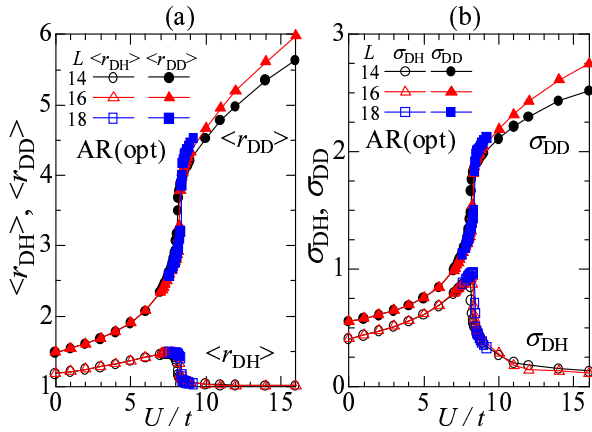 (a)
L <r_DH> <r_DD>
14
16
18
AR(opt)
<r_DD>
<r_DH>
<r_DH>, <r_DD>
6
5
4
3
2
1
0 5 10 15
U / t
(b)
L σ_DH σ_DD
14
16
18
AR(opt)
σ_DD
σ_DH
σ_DH, σ_DD
3
2
1
0
0 5 10 15
U / t